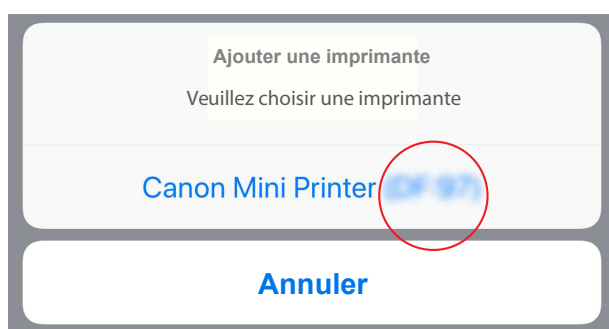 Ajouter une imprimante
Veuillez choisir une imprimante
Canon Mini Printer
Annuler